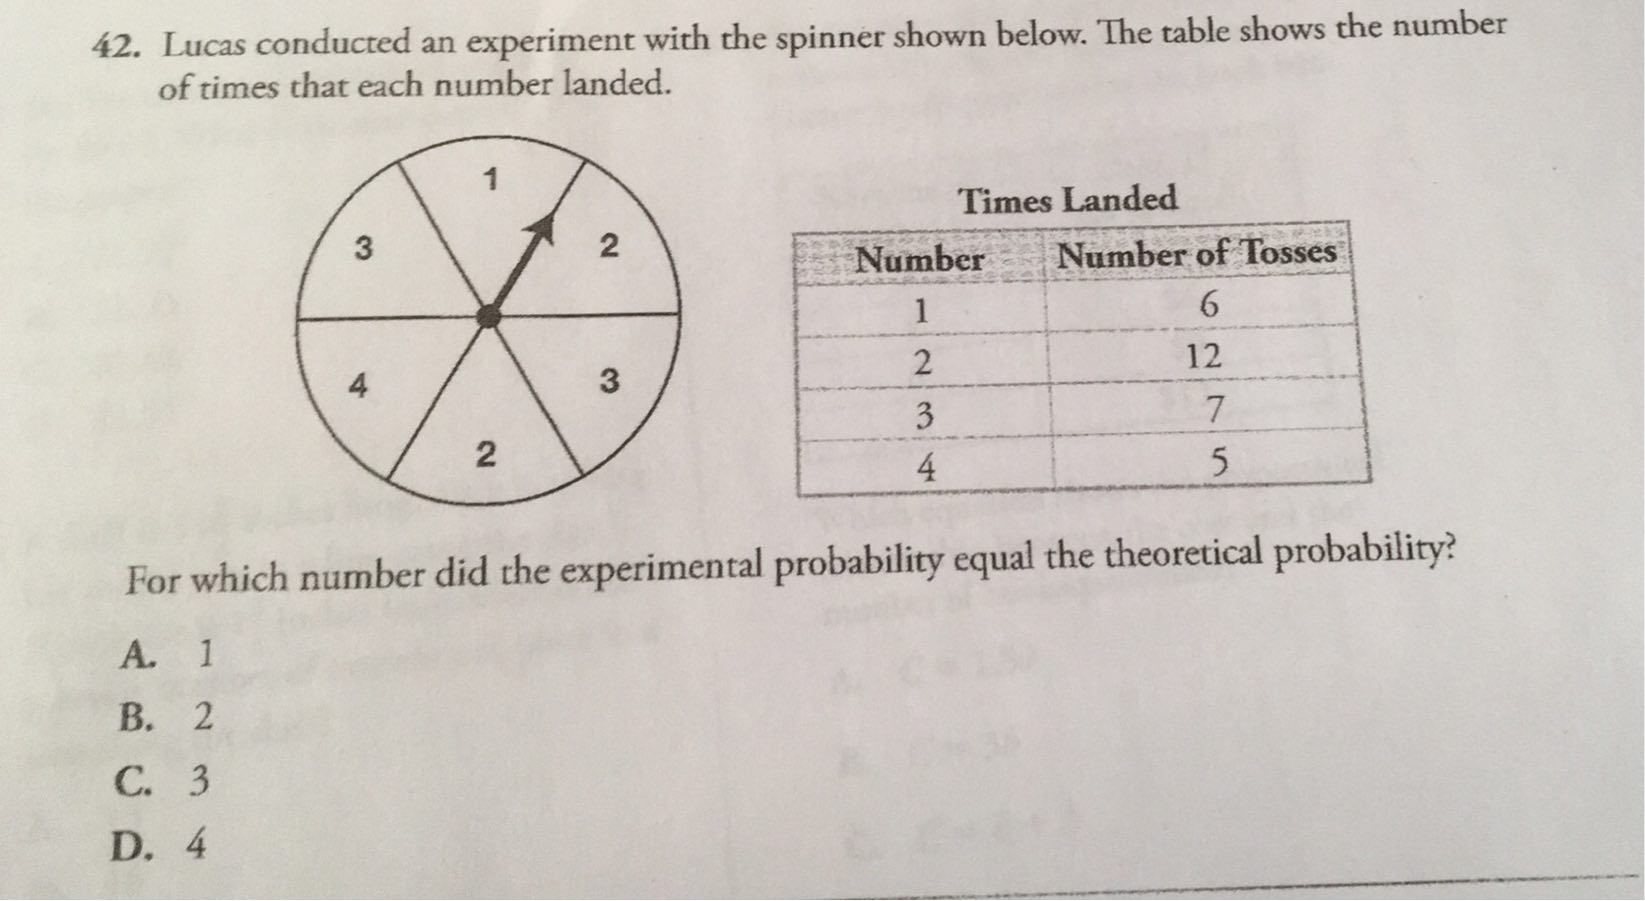 42. Lucas conducted an experiment with the spinner shown below. The table shows the number
of times that each number landed.
1
3
2
4
3
2
Times Landed
Number Number of Tosses
1 6
2 12
3 7
4 5
For which number did the experimental probability equal the theoretical probability?
A. 1
B. 2
C. 3
D. 4